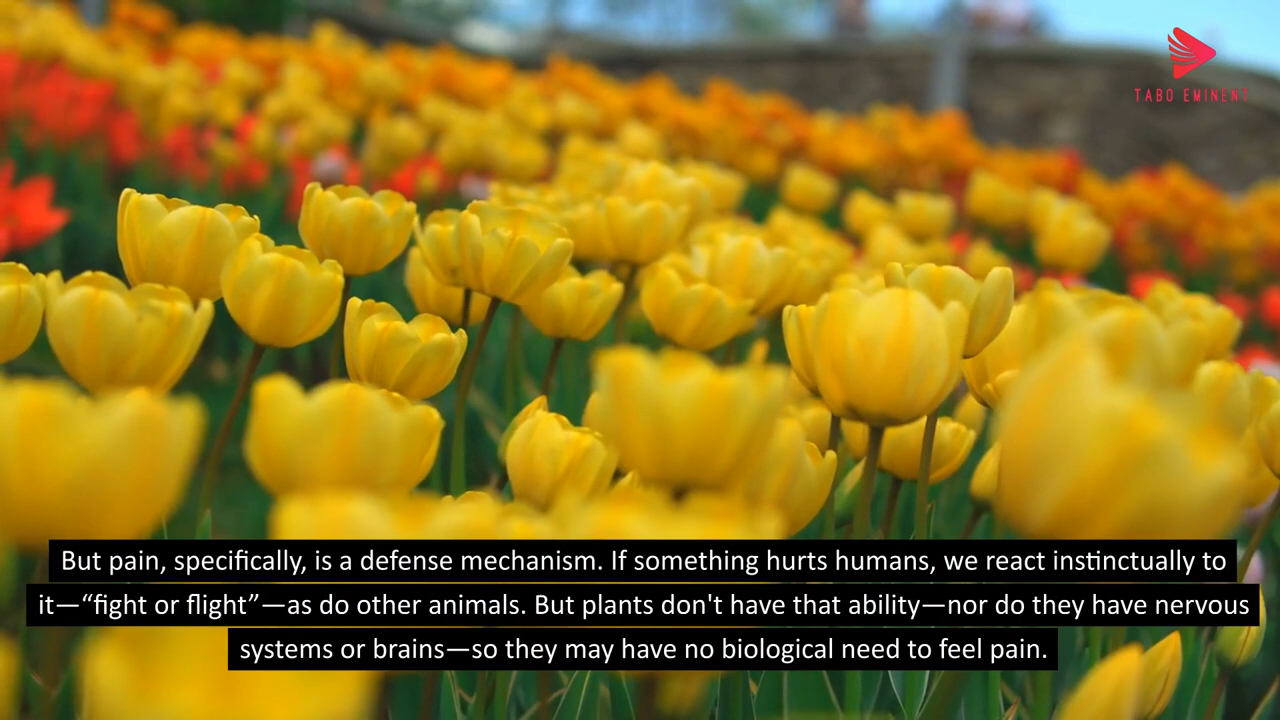 TABO EMINENT
But pain, specifically, is a defense mechanism. If something hurts humans, we react instinctually to
it—“fight or flight”—as do other animals. But plants don't have that ability—nor do they have nervous
systems or brains—so they may have no biological need to feel pain.